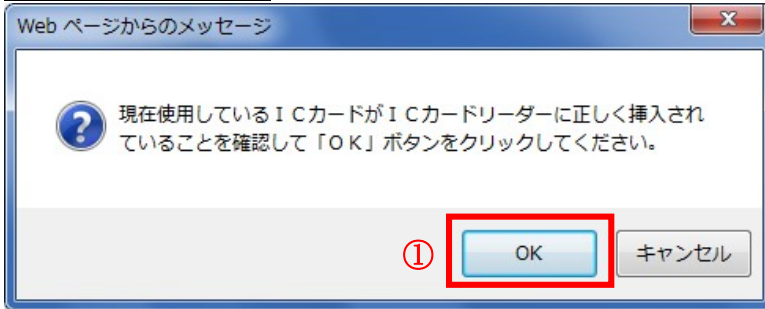 Web ページからのメッセージ
x
現在使用しているＩＣカードがＩＣカードリーダーに正しく挿入され
ていることを確認して「ＯＫ」ボタンをクリックしてください。
① OK キャンセル